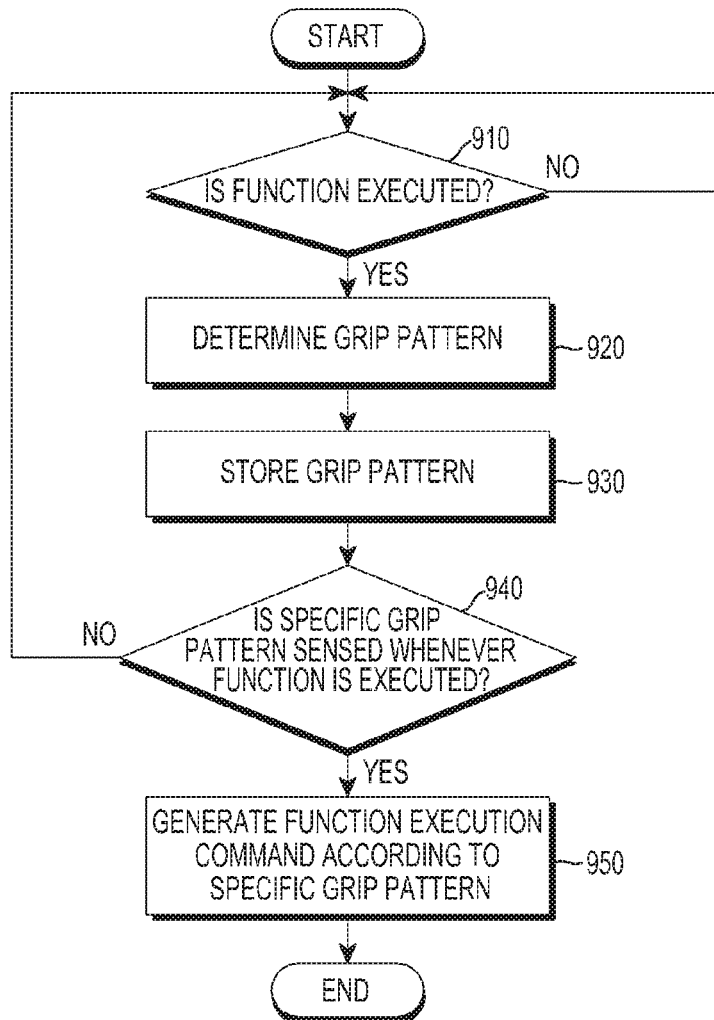 START
910
IS FUNCTION EXECUTED?
NO
YES
DETERMINE GRIP PATTERN
920
STORE GRIP PATTERN
930
940
IS SPECIFIC GRIP
PATTERN SENSED WHENEVER
FUNCTION IS EXECUTED?
NO
YES
GENERATE FUNCTION EXECUTION
COMMAND ACCORDING TO
SPECIFIC GRIP PATTERN
950
END